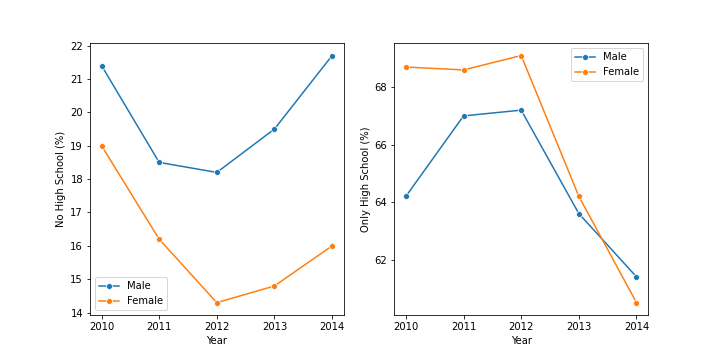 22
21
20
19
18
17
16
15
14
No High School (%)
2010 2011 2012 2013 2014
Year
Male
Female
68
66
64
62
Only High School (%)
2010 2011 2012 2013 2014
Year
Male
Female